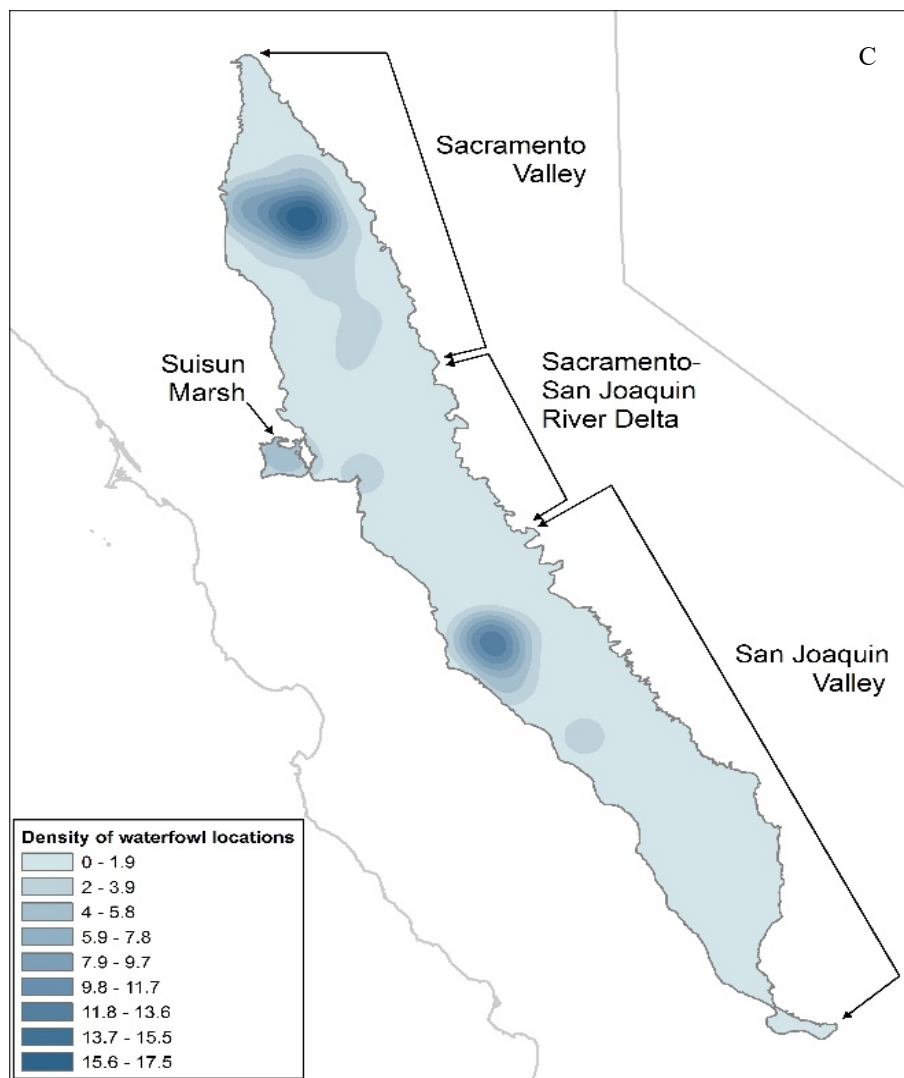 C
Sacramento
Valley
Suisun
Marsh
Sacramento-
San Joaquin
River Delta
San Joaquin
Valley
Density of waterfowl locations
0 - 1.9
2 - 3.9
4 - 5.8
5.9 - 7.8
7.9 - 9.7
9.8 - 11.7
11.8 - 13.6
13.7 - 15.5
15.6 - 17.5